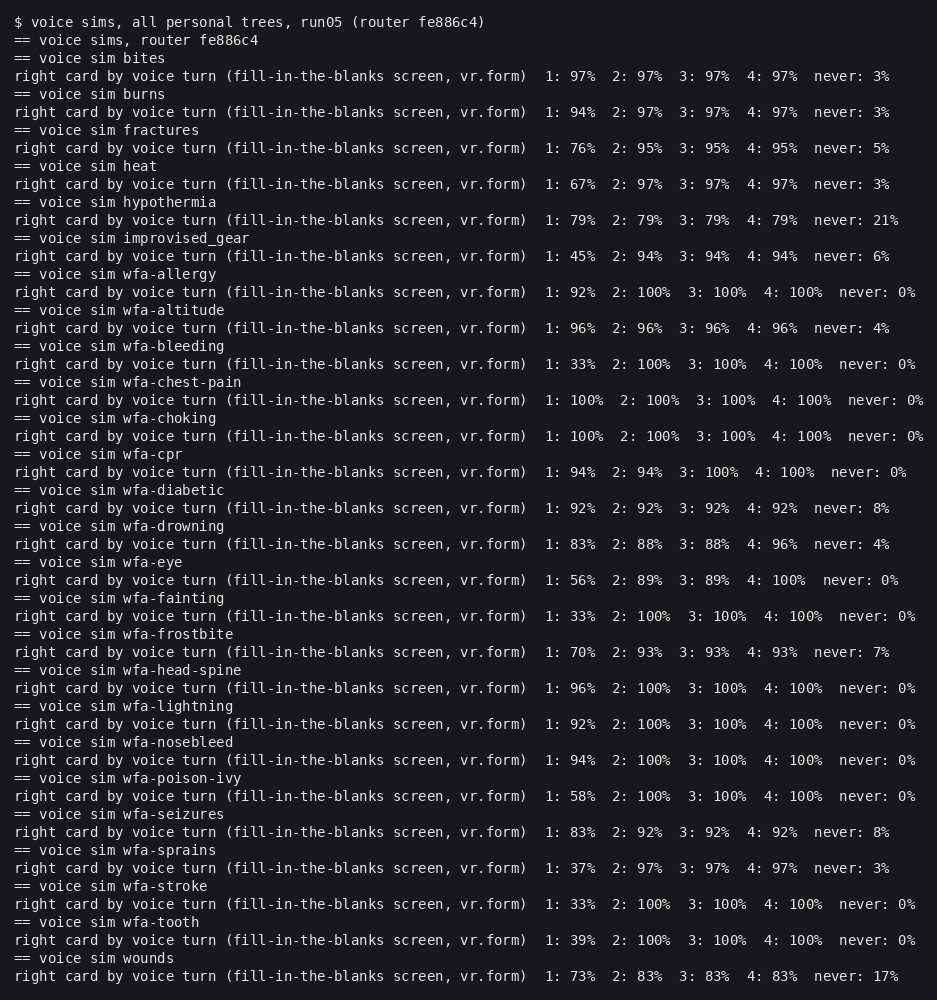 $ voice sims, all personal trees, run05 (router fe886c4)
== voice sims, router fe886c4
== voice sim bites
right card by voice turn (fill-in-the-blanks screen, vr.form)  1: 97%  2: 97%  3: 97%  4: 97%  never: 3%
== voice sim burns
right card by voice turn (fill-in-the-blanks screen, vr.form)  1: 94%  2: 97%  3: 97%  4: 97%  never: 3%
== voice sim fractures
right card by voice turn (fill-in-the-blanks screen, vr.form)  1: 76%  2: 95%  3: 95%  4: 95%  never: 5%
== voice sim heat
right card by voice turn (fill-in-the-blanks screen, vr.form)  1: 67%  2: 97%  3: 97%  4: 97%  never: 3%
== voice sim hypothermia
right card by voice turn (fill-in-the-blanks screen, vr.form)  1: 79%  2: 79%  3: 79%  4: 79%  never: 21%
== voice sim improvised_gear
right card by voice turn (fill-in-the-blanks screen, vr.form)  1: 45%  2: 94%  3: 94%  4: 94%  never: 6%
== voice sim wfa-allergy
right card by voice turn (fill-in-the-blanks screen, vr.form)  1: 92%  2: 100%  3: 100%  4: 100%  never: 0%
== voice sim wfa-altitude
right card by voice turn (fill-in-the-blanks screen, vr.form)  1: 96%  2: 96%  3: 96%  4: 96%  never: 4%
== voice sim wfa-bleeding
right card by voice turn (fill-in-the-blanks screen, vr.form)  1: 33%  2: 100%  3: 100%  4: 100%  never: 0%
== voice sim wfa-chest-pain
right card by voice turn (fill-in-the-blanks screen, vr.form)  1: 100%  2: 100%  3: 100%  4: 100%  never: 0%
== voice sim wfa-choking
right card by voice turn (fill-in-the-blanks screen, vr.form)  1: 100%  2: 100%  3: 100%  4: 100%  never: 0%
== voice sim wfa-cpr
right card by voice turn (fill-in-the-blanks screen, vr.form)  1: 94%  2: 94%  3: 100%  4: 100%  never: 0%
== voice sim wfa-diabetic
right card by voice turn (fill-in-the-blanks screen, vr.form)  1: 92%  2: 92%  3: 92%  4: 92%  never: 8%
== voice sim wfa-drowning
right card by voice turn (fill-in-the-blanks screen, vr.form)  1: 83%  2: 88%  3: 88%  4: 96%  never: 4%
== voice sim wfa-eye
right card by voice turn (fill-in-the-blanks screen, vr.form)  1: 56%  2: 89%  3: 89%  4: 100%  never: 0%
== voice sim wfa-fainting
right card by voice turn (fill-in-the-blanks screen, vr.form)  1: 33%  2: 100%  3: 100%  4: 100%  never: 0%
== voice sim wfa-frostbite
right card by voice turn (fill-in-the-blanks screen, vr.form)  1: 70%  2: 93%  3: 93%  4: 93%  never: 7%
== voice sim wfa-head-spine
right card by voice turn (fill-in-the-blanks screen, vr.form)  1: 96%  2: 100%  3: 100%  4: 100%  never: 0%
== voice sim wfa-lightning
right card by voice turn (fill-in-the-blanks screen, vr.form)  1: 92%  2: 100%  3: 100%  4: 100%  never: 0%
== voice sim wfa-nosebleed
right card by voice turn (fill-in-the-blanks screen, vr.form)  1: 94%  2: 100%  3: 100%  4: 100%  never: 0%
== voice sim wfa-poison-ivy
right card by voice turn (fill-in-the-blanks screen, vr.form)  1: 58%  2: 100%  3: 100%  4: 100%  never: 0%
== voice sim wfa-seizures
right card by voice turn (fill-in-the-blanks screen, vr.form)  1: 83%  2: 92%  3: 92%  4: 92%  never: 8%
== voice sim wfa-sprains
right card by voice turn (fill-in-the-blanks screen, vr.form)  1: 37%  2: 97%  3: 97%  4: 97%  never: 3%
== voice sim wfa-stroke
right card by voice turn (fill-in-the-blanks screen, vr.form)  1: 33%  2: 100%  3: 100%  4: 100%  never: 0%
== voice sim wfa-tooth
right card by voice turn (fill-in-the-blanks screen, vr.form)  1: 39%  2: 100%  3: 100%  4: 100%  never: 0%
== voice sim wounds
right card by voice turn (fill-in-the-blanks screen, vr.form)  1: 73%  2: 83%  3: 83%  4: 83%  never: 17%